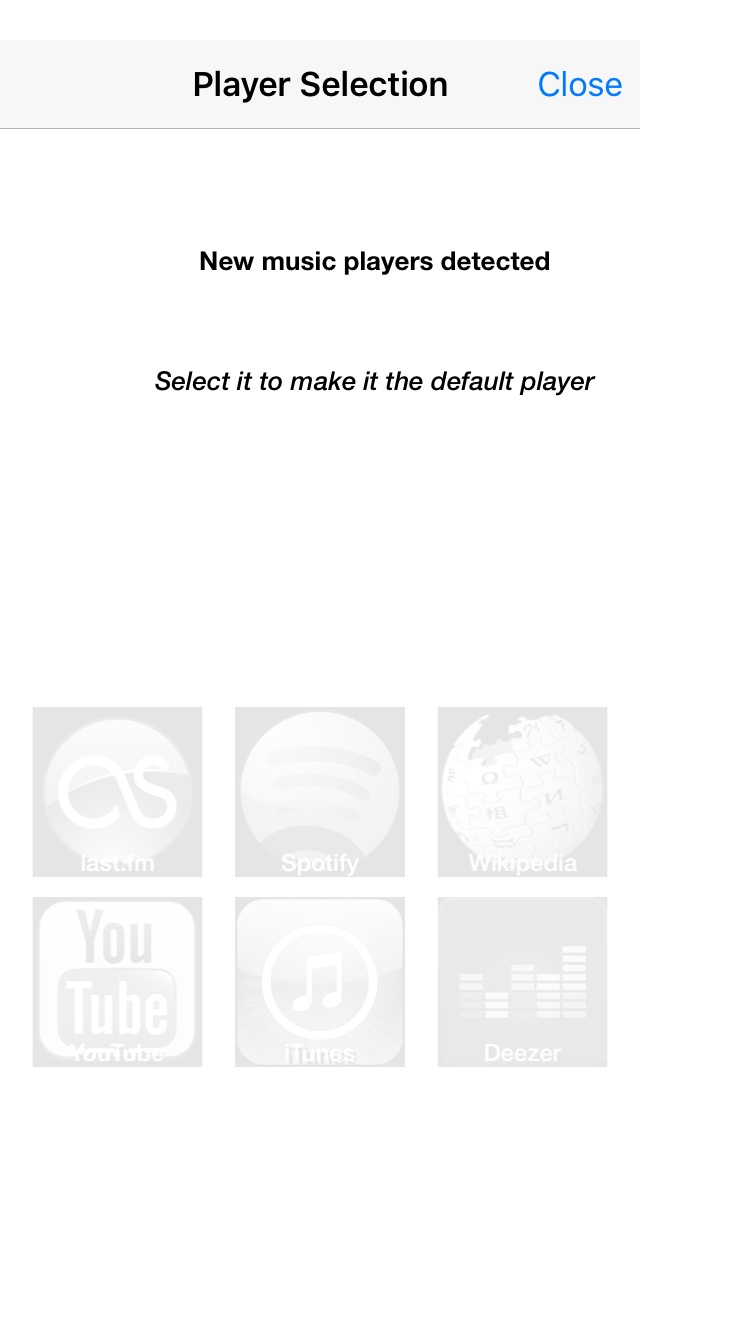 Player Selection Close
New music players detected
Select it to make it the default player
last.fm Spotify Wikipédia
You
Tube
YouTube iTunes Deezer